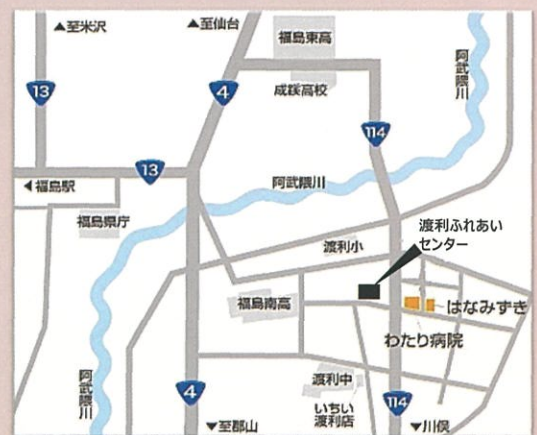 ▲至米沢
▲至仙台
福島東高
成蹊高校
阿武隈川
13
4
114
13
阿武隈川
◀福島駅
福島県庁
渡利小
渡利ふれあい
センター
福島南高
はなみずき
わたり病院
阿武隈川
渡利中
いちい
渡利店
4
114
▼至郡山
▼川俣